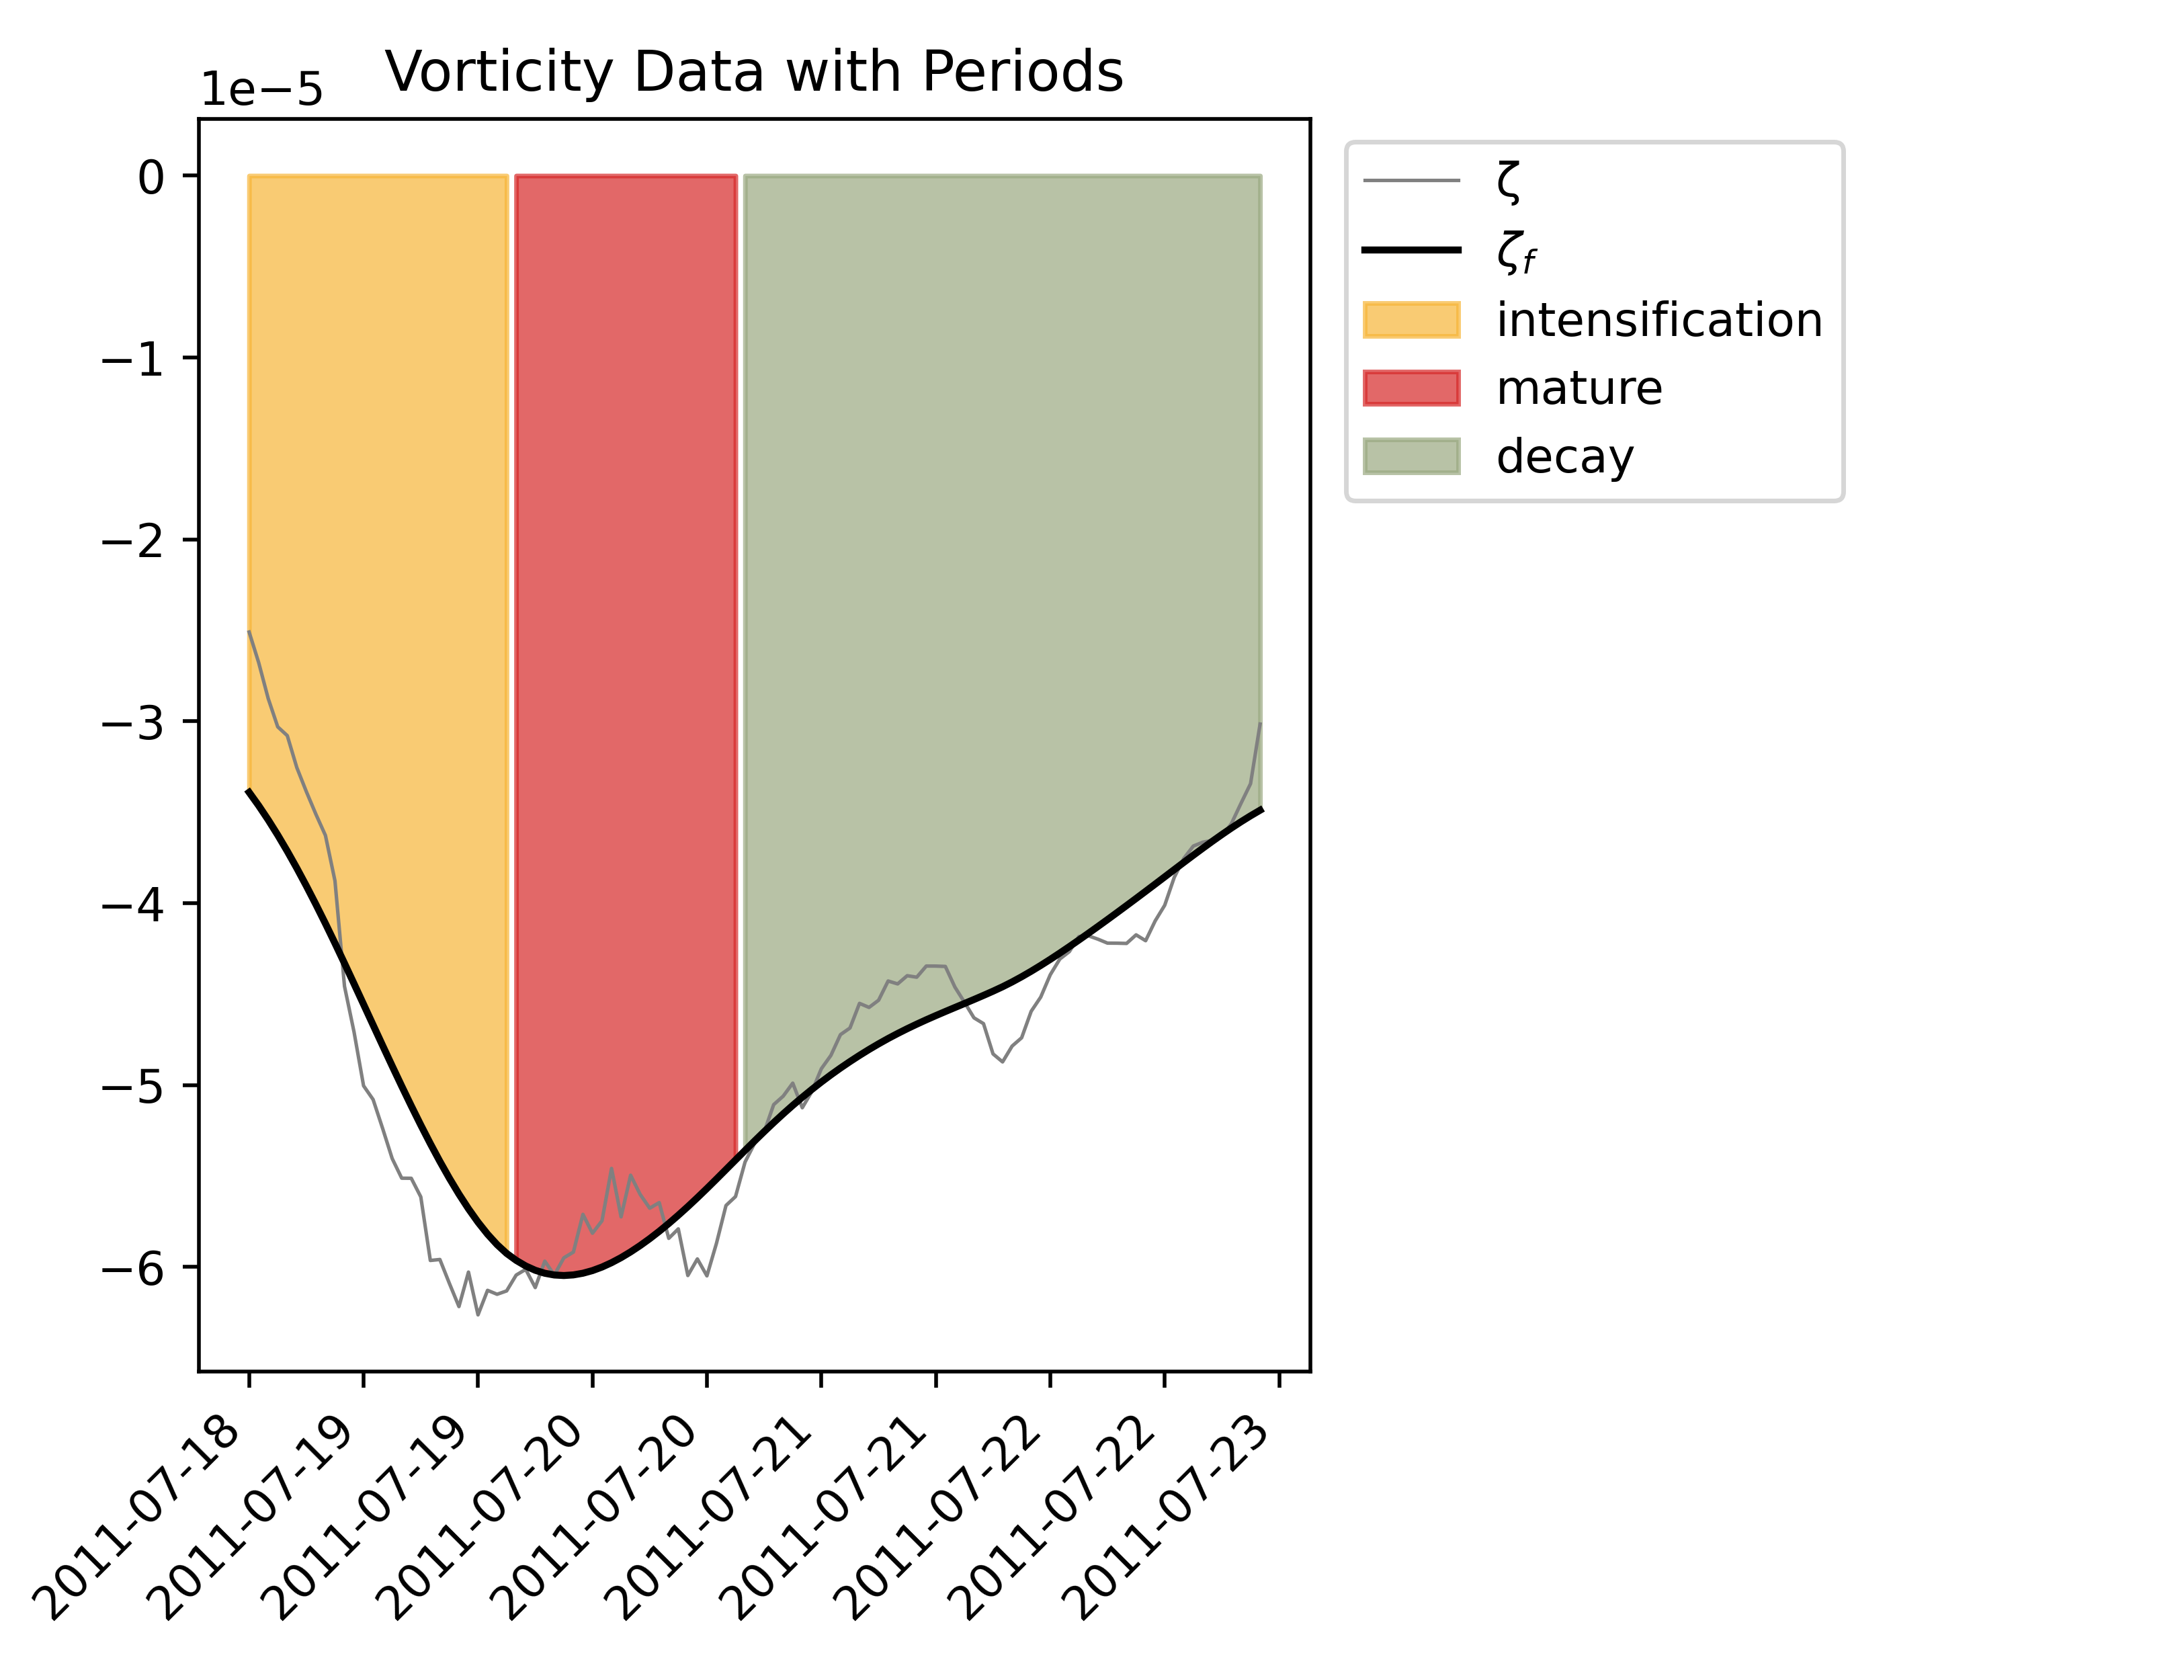 Vorticity Data with Periods
1e−5
0
−1
−2
−3
−4
−5
−6
2011-07-18
2011-07-19
2011-07-19
2011-07-20
2011-07-20
2011-07-21
2011-07-21
2011-07-22
2011-07-22
2011-07-23
ζ
ζf
intensification
mature
decay